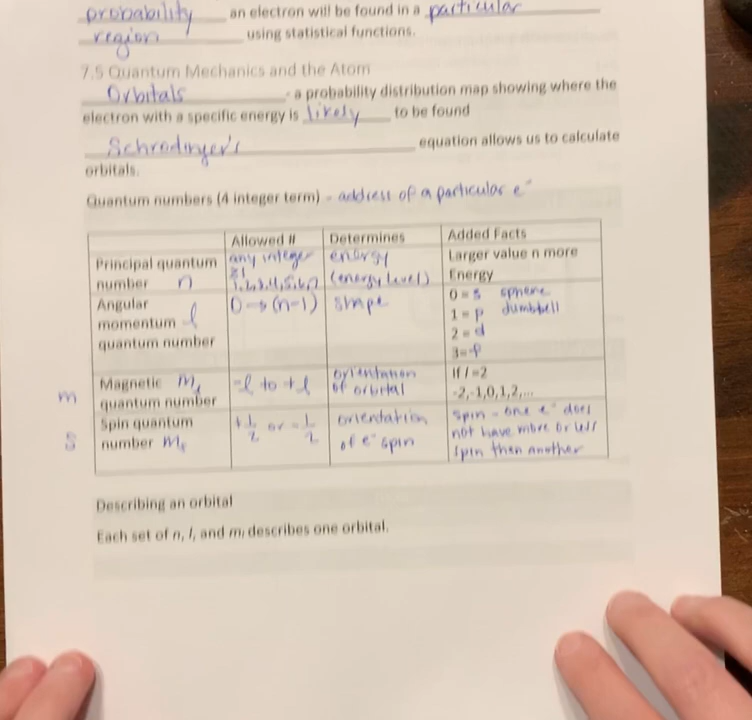 probability an electron will be found in a particular
region using statistical functions.
7.5 Quantum Mechanics and the Atom
Orbitals - a probability distribution map showing where the
electron with a specific energy is likely to be found
Schrodinger's equation allows us to calculate
orbitals.
Quantum numbers (4 integer term) - address of a particular e⁻
Allowed # Determines Added Facts
Principal quantum number n any integer ≥1 energy (energy level) Larger value n more Energy
Angular momentum l quantum number 0 → (n-1) shape 0 = s sphere
1 = p dumbbell
2 = d
3 = f
m Magnetic mₗ quantum number -l to +l orientation of orbital If l =2
-2,-1,0,1,2,...
s Spin quantum number mₛ +1/2 or -1/2 orientation of e⁻ spin spin - one e⁻ does
not have more or less
spin then another
Describing an orbital
Each set of n, l, and mₗ describes one orbital.